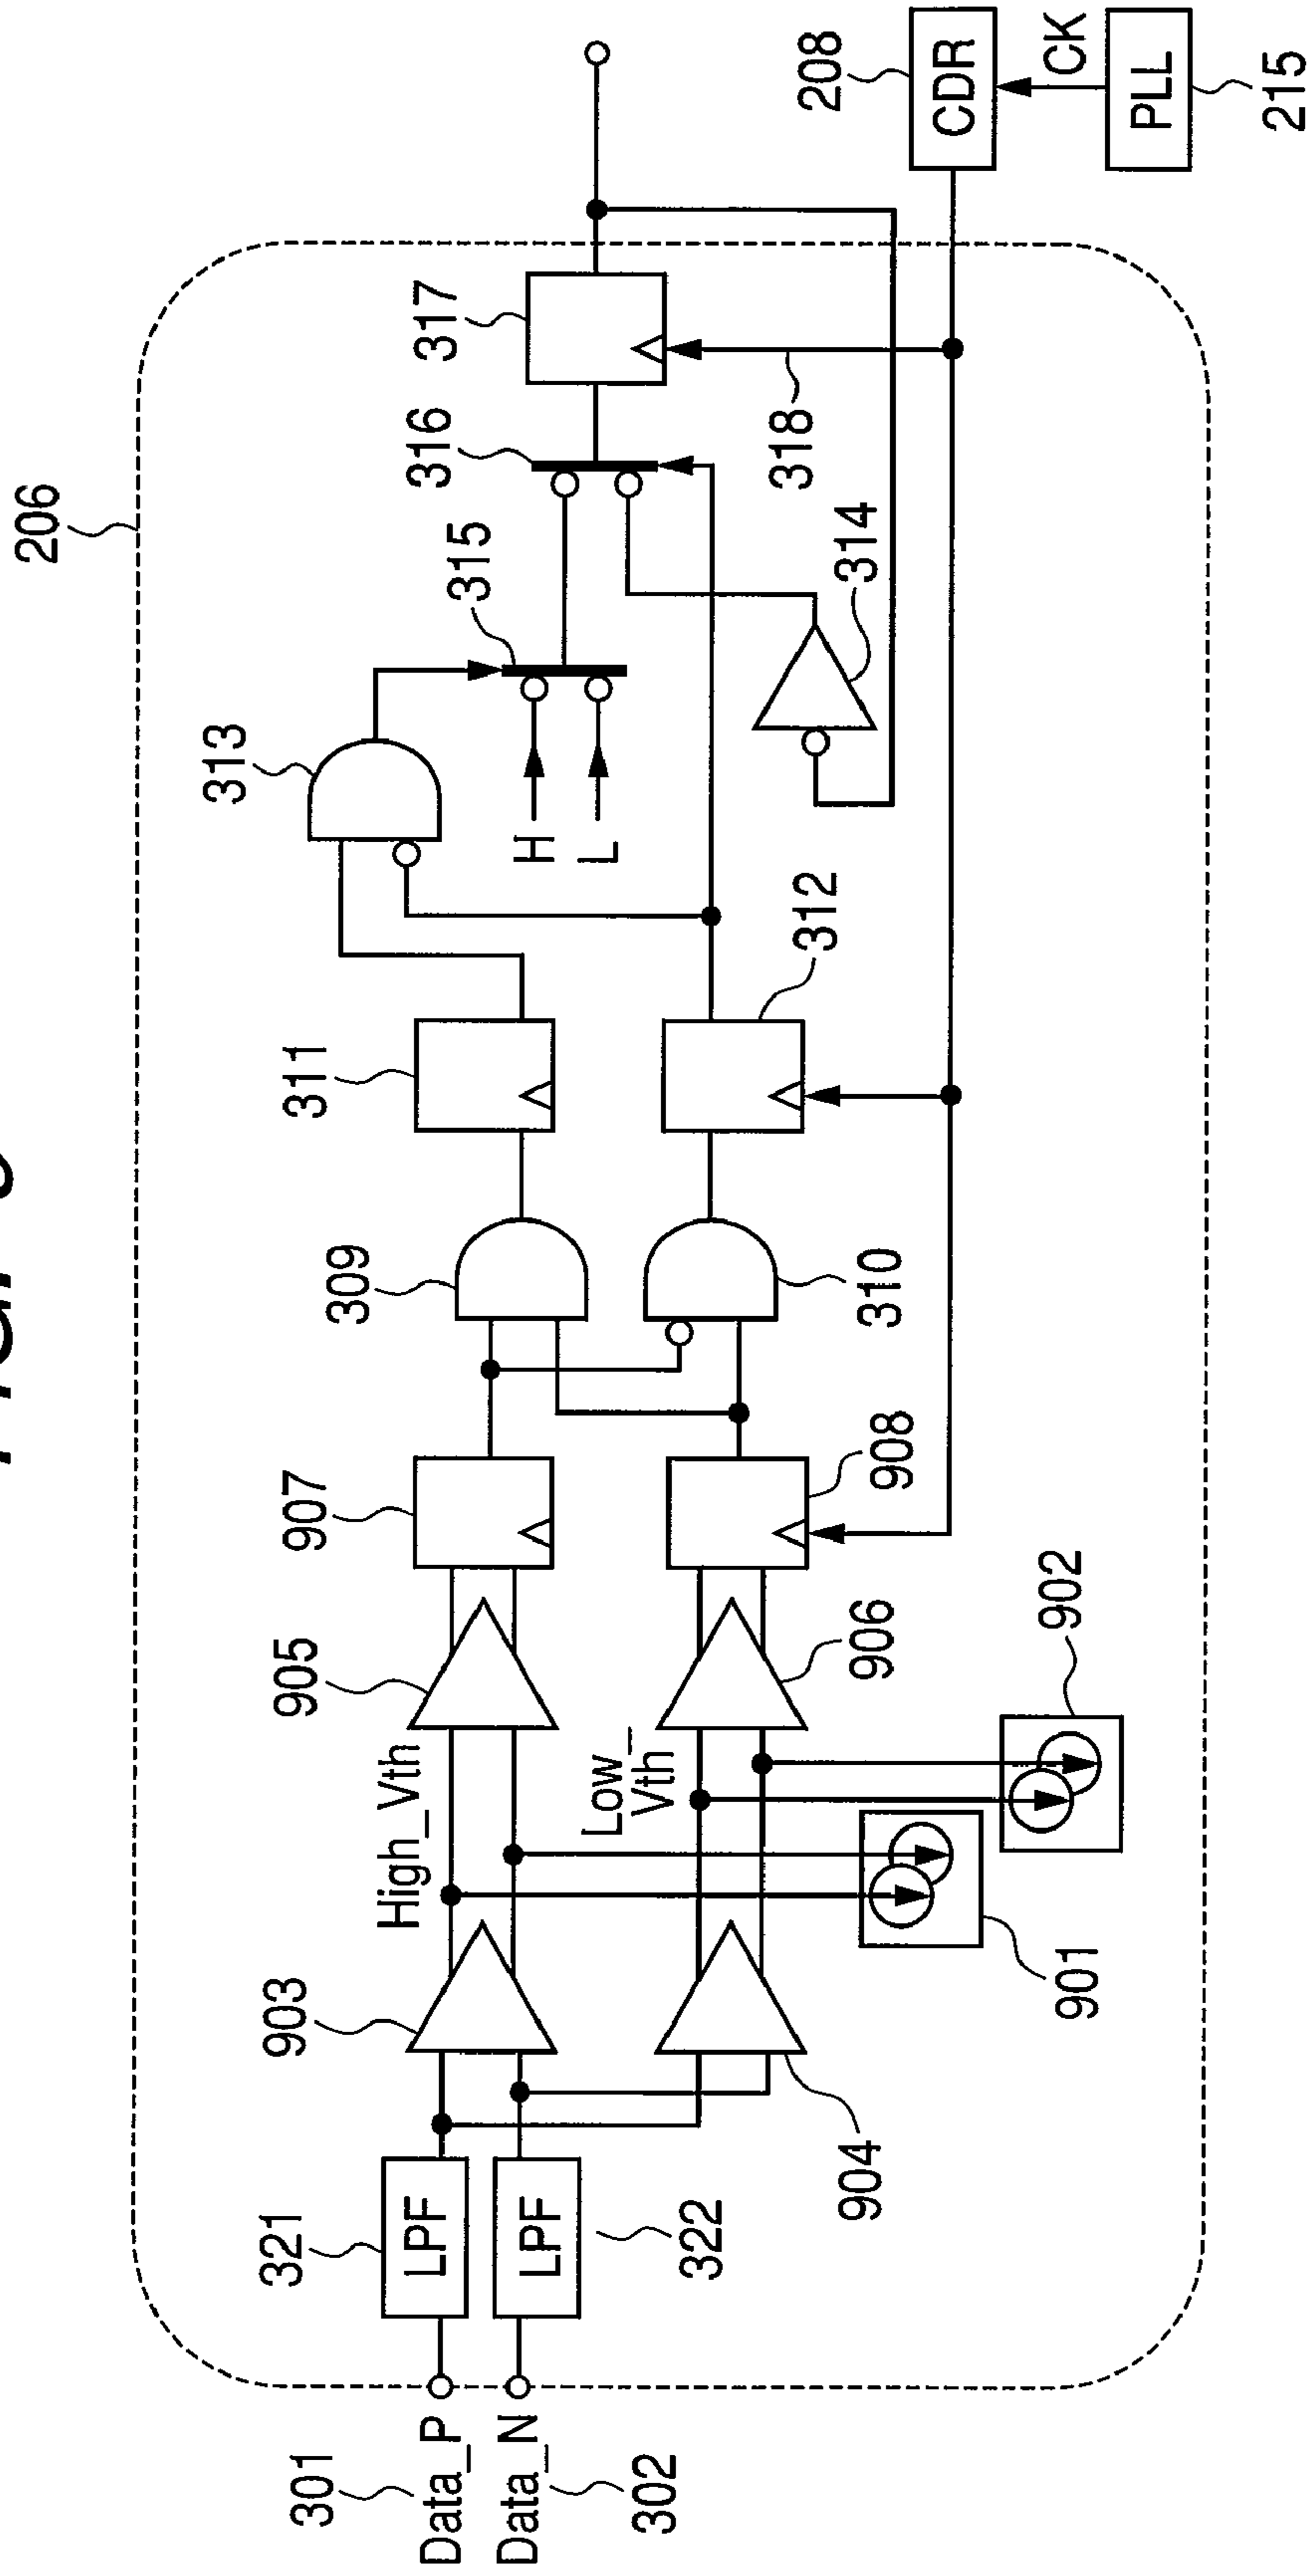 206
301
Data_P
Data_N
302
321
LPF
LPF
322
903
904
High_Vth
Low_
Vth
901
902
905
906
907
908
309
310
311
312
313
H
L
315
314
316
317
318
208
CDR
CK
PLL
215